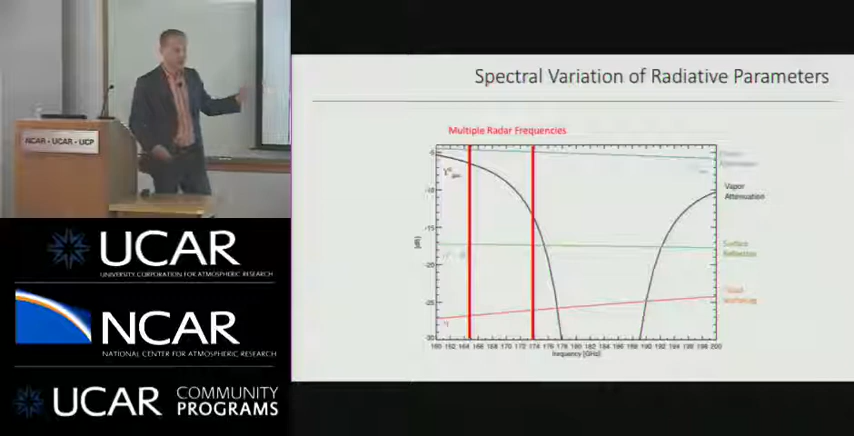 Spectral Variation of Radiative Parameters
Multiple Radar Frequencies
Vapor
Attenuation
Surface
Reflection
-5
-10
-15
-20
-25
-30
[dB]
160 162 164 166 168 170 172 174 176 178 180 182 184 186 188 190 192 194 196 198 200
frequency [GHz]
NCAR - UCAR - UCP
UCAR
UNIVERSITY CORPORATION FOR ATMOSPHERIC RESEARCH
NCAR
NATIONAL CENTER FOR ATMOSPHERIC RESEARCH
UCAR
COMMUNITY
PROGRAMS